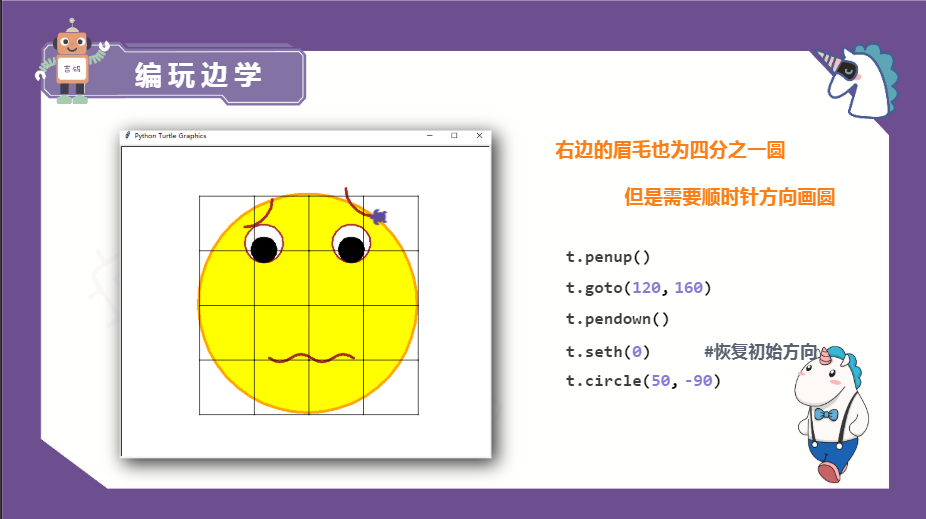 编玩边学
Python Turtle Graphics
右边的眉毛也为四分之一圆
但是需要顺时针方向画圆
t.penup()
t.goto(120, 160)
t.pendown()
t.seth(0) #恢复初始方向
t.circle(50, -90)